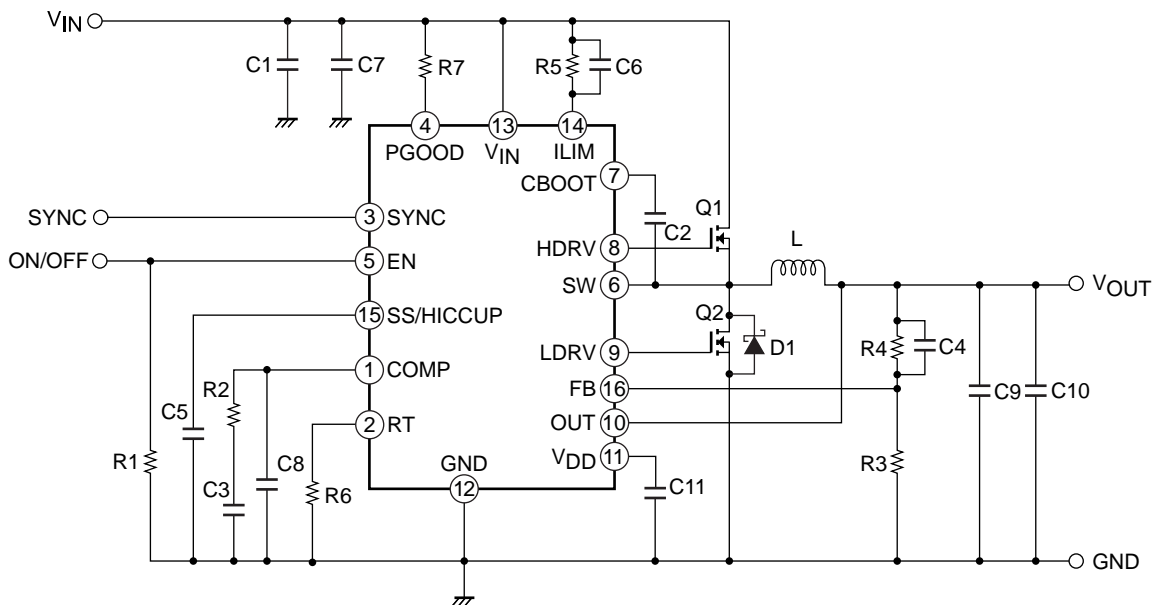 VIN
C1
C7
R7
R5
C6
4
13
14
PGOOD
VIN
ILIM
CBOOT
7
Q1
SYNC
3
SYNC
C2
HDRV
8
L
ON/OFF
5
EN
SW
6
VOUT
15
SS/HICCUP
Q2
D1
R4
C4
LDRV
9
1
COMP
FB
16
R2
C9
C10
C5
2
RT
OUT
10
R1
C3
C8
R6
GND
12
VDD
11
C11
R3
GND